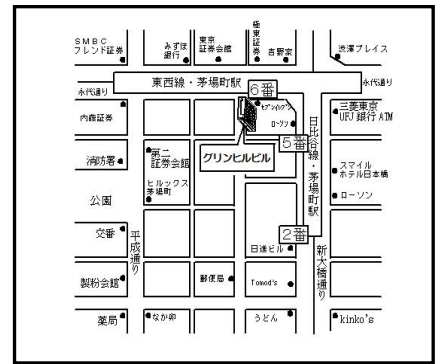 SMBC
フレンド証券
みずほ
銀行
東京
証券会館
極東証券
吉野家
渋澤プレイス
東西線・茅場町駅
永代通り
永代通り
6番
内藤証券
セブンイレブン
ローソン
三菱東京
UFJ銀行ATM
5番
日比谷線・茅場町駅
消防署
第二
証券会館
グリンヒルビル
スマイル
ホテル日本橋
ヒルックス
茅場町
ローソン
公園
交番
平成通り
2番
日進ビル
新大橋通り
製粉会館
郵便局
Tomod's
薬局
なか卯
うどん
kinko's